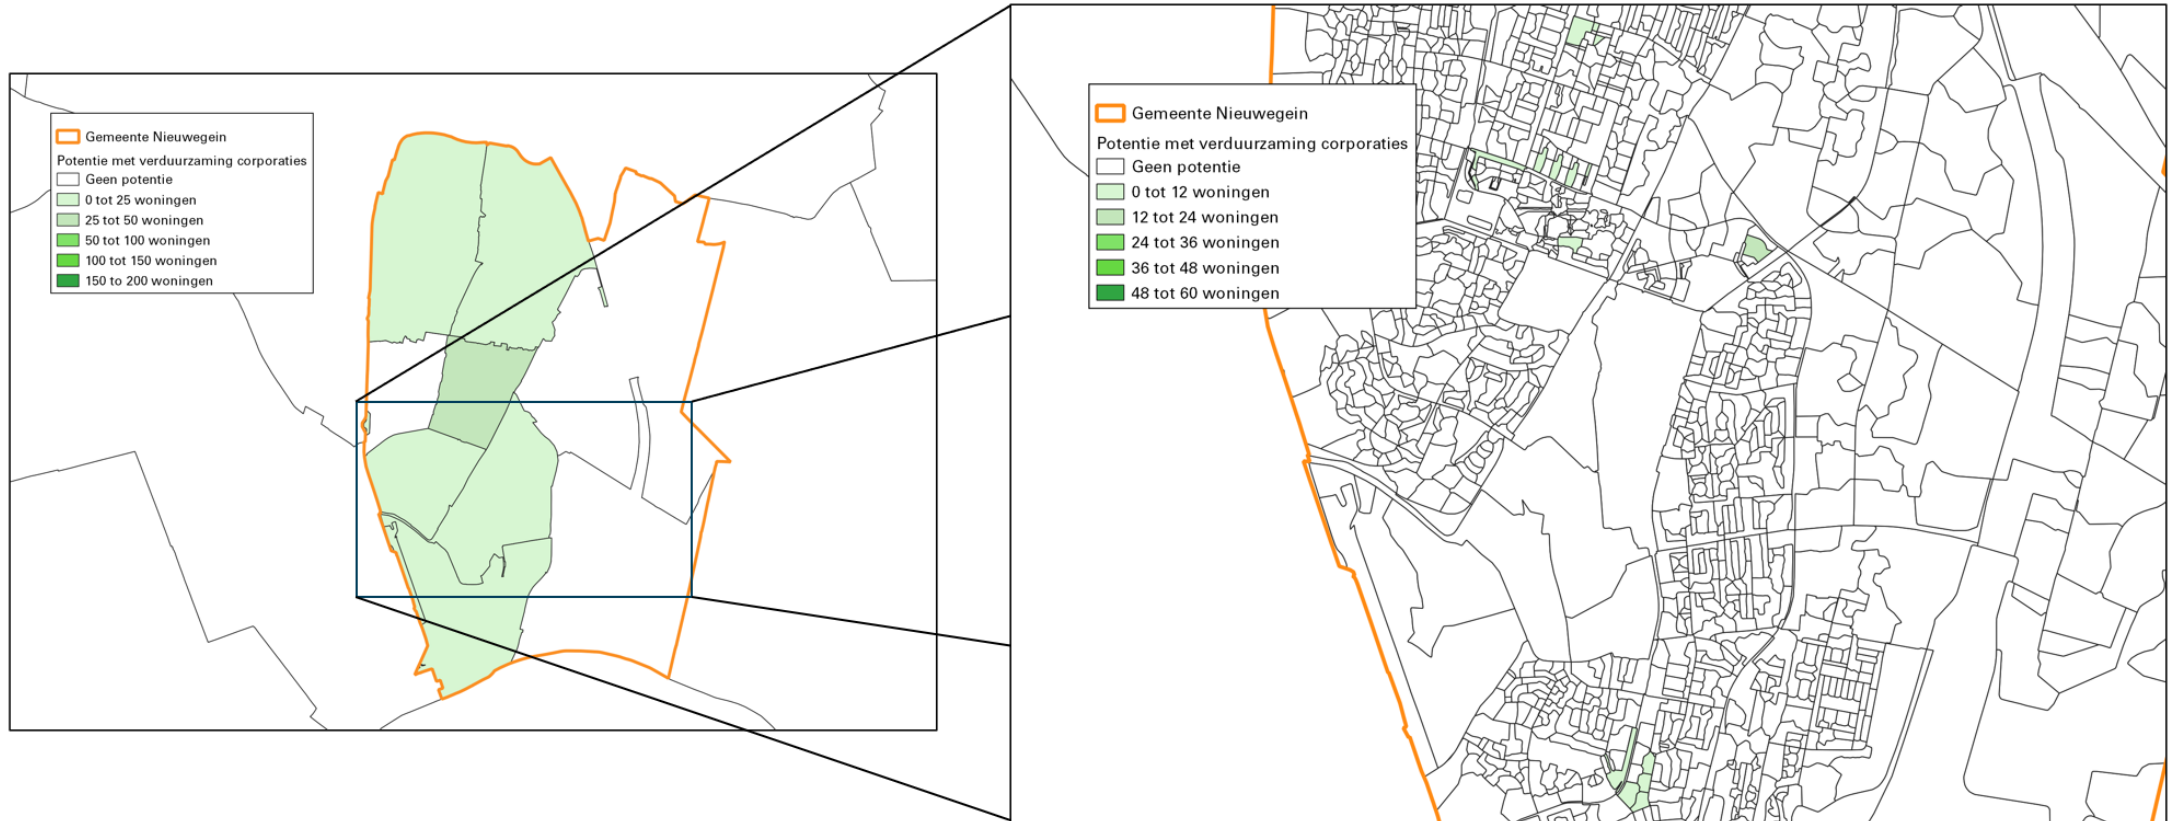 Gemeente Nieuwegein
Potentie met verduurzaming corporaties
Geen potentie
0 tot 25 woningen
25 tot 50 woningen
50 tot 100 woningen
100 tot 150 woningen
150 to 200 woningen
Gemeente Nieuwegein
Potentie met verduurzaming corporaties
Geen potentie
0 tot 12 woningen
12 tot 24 woningen
24 tot 36 woningen
36 tot 48 woningen
48 tot 60 woningen